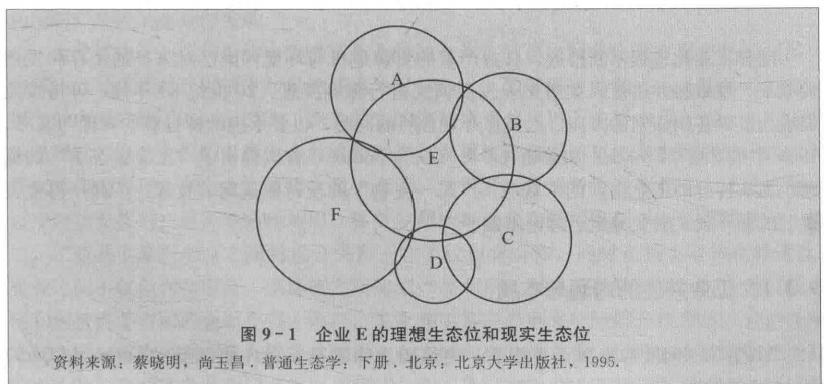 A
B
E
F
C
D
图 9-1 企业 E 的理想生态位和现实生态位
资料来源：蔡晓明，尚玉昌．普通生态学：下册．北京：北京大学出版社，1995.